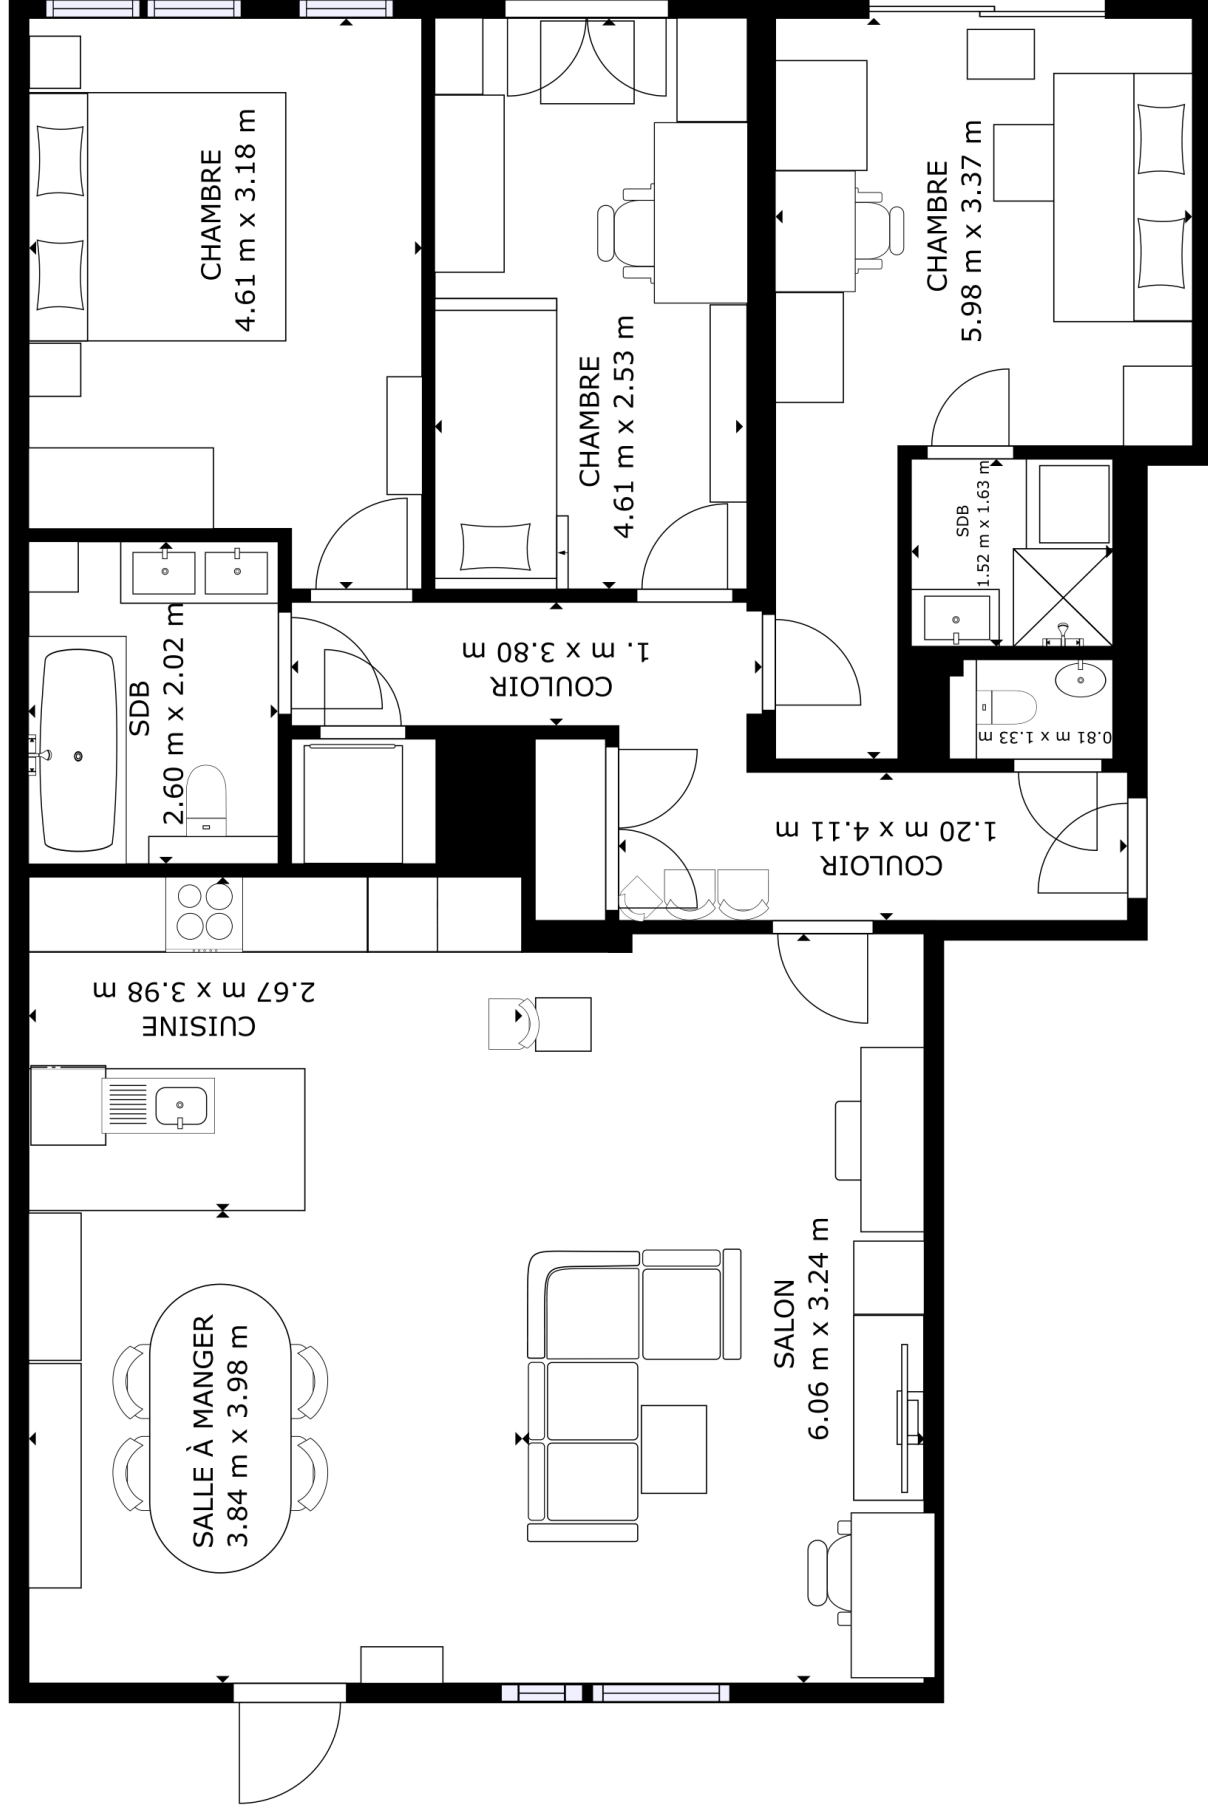 CHAMBRE
4.61 m x 3.18 m
CHAMBRE
4.61 m x 2.53 m
CHAMBRE
5.98 m x 3.37 m
SDB
1.52 m x 1.63 m
SDB
2.60 m x 2.02 m
COULOIR
1. m x 3.80 m
0.81 m x 1.33 m
COULOIR
1.20 m x 4.11 m
CUISINE
2.67 m x 3.98 m
SALLE À MANGER
3.84 m x 3.98 m
SALON
6.06 m x 3.24 m